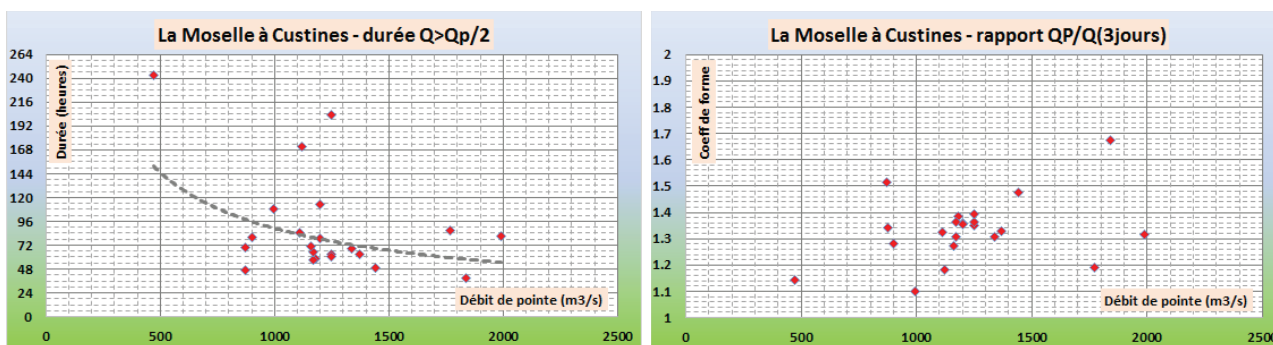 La Moselle à Custines - durée Q>Qp/2
264
240
216
192
168
144
120
96
72
48
24
0
Durée (heures)
Débit de pointe (m3/s)
0 500 1000 1500 2000 2500
La Moselle à Custines - rapport QP/Q(3jours)
2
1.9
1.8
1.7
1.6
1.5
1.4
1.3
1.2
1.1
1
Coeff de forme
Débit de pointe (m3/s)
0 500 1000 1500 2000 2500